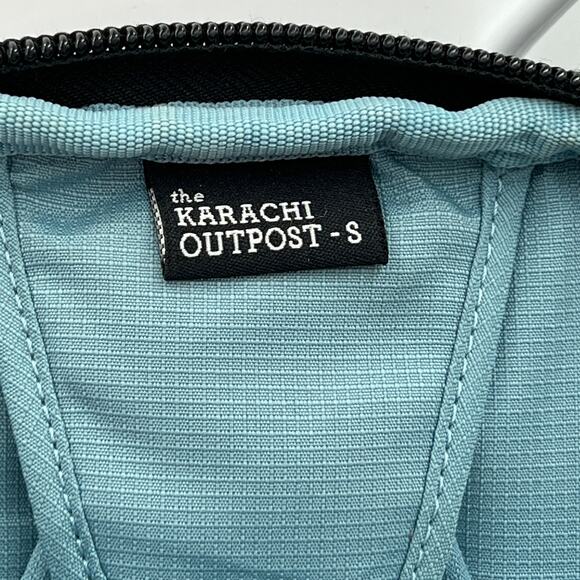 the
KARACHI
OUTPOST - S